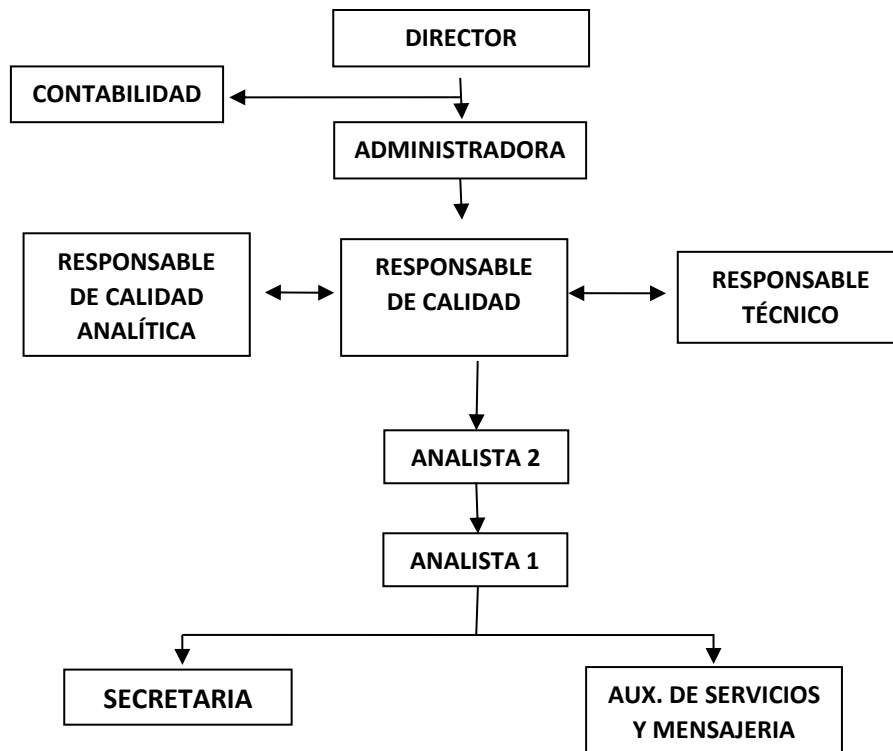 DIRECTOR
CONTABILIDAD
ADMINISTRADORA
RESPONSABLE
DE CALIDAD
ANALÍTICA
RESPONSABLE
DE CALIDAD
RESPONSABLE
TÉCNICO
ANALISTA 2
ANALISTA 1
SECRETARIA
AUX. DE SERVICIOS
Y MENSAJERIA